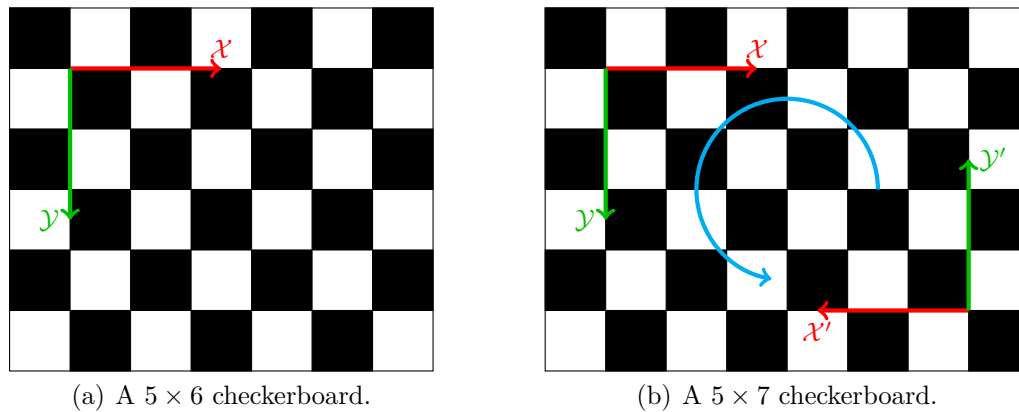 𝒳
𝒴
(a) A 5 × 6 checkerboard.
𝒳
𝒴
𝒴′
𝒳′
(b) A 5 × 7 checkerboard.